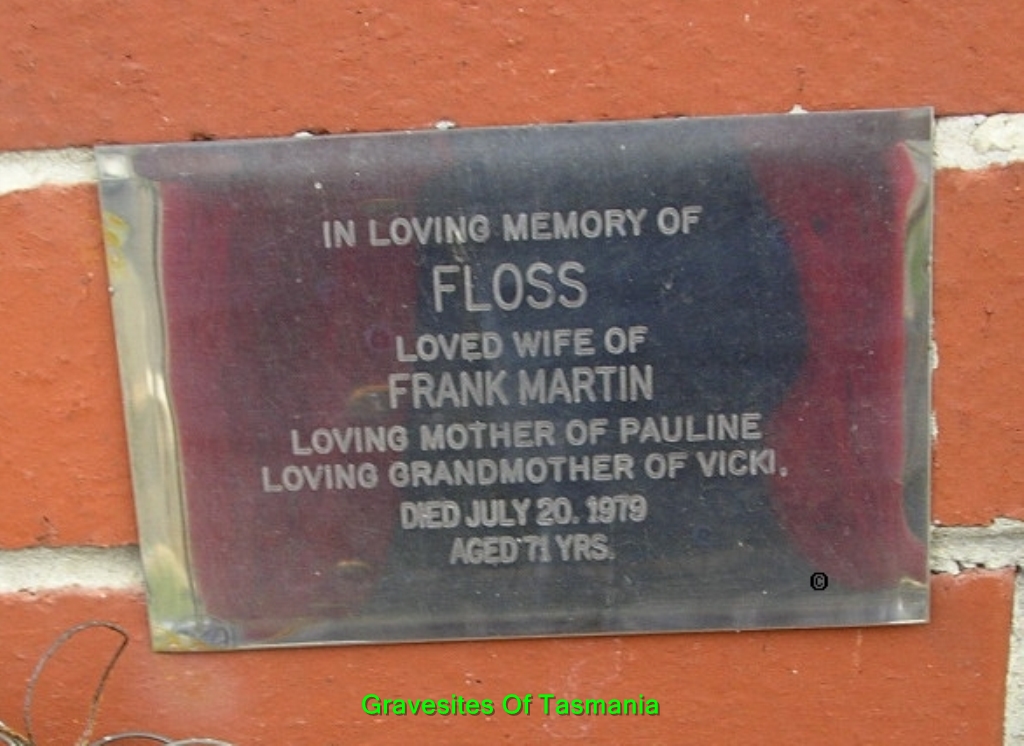 IN LOVING MEMORY OF
FLOSS
LOVED WIFE OF
FRANK MARTIN
LOVING MOTHER OF PAULINE
LOVING GRANDMOTHER OF VICKI.
DIED JULY 20. 1979
AGED 71 YRS.
©
Gravesites Of Tasmania